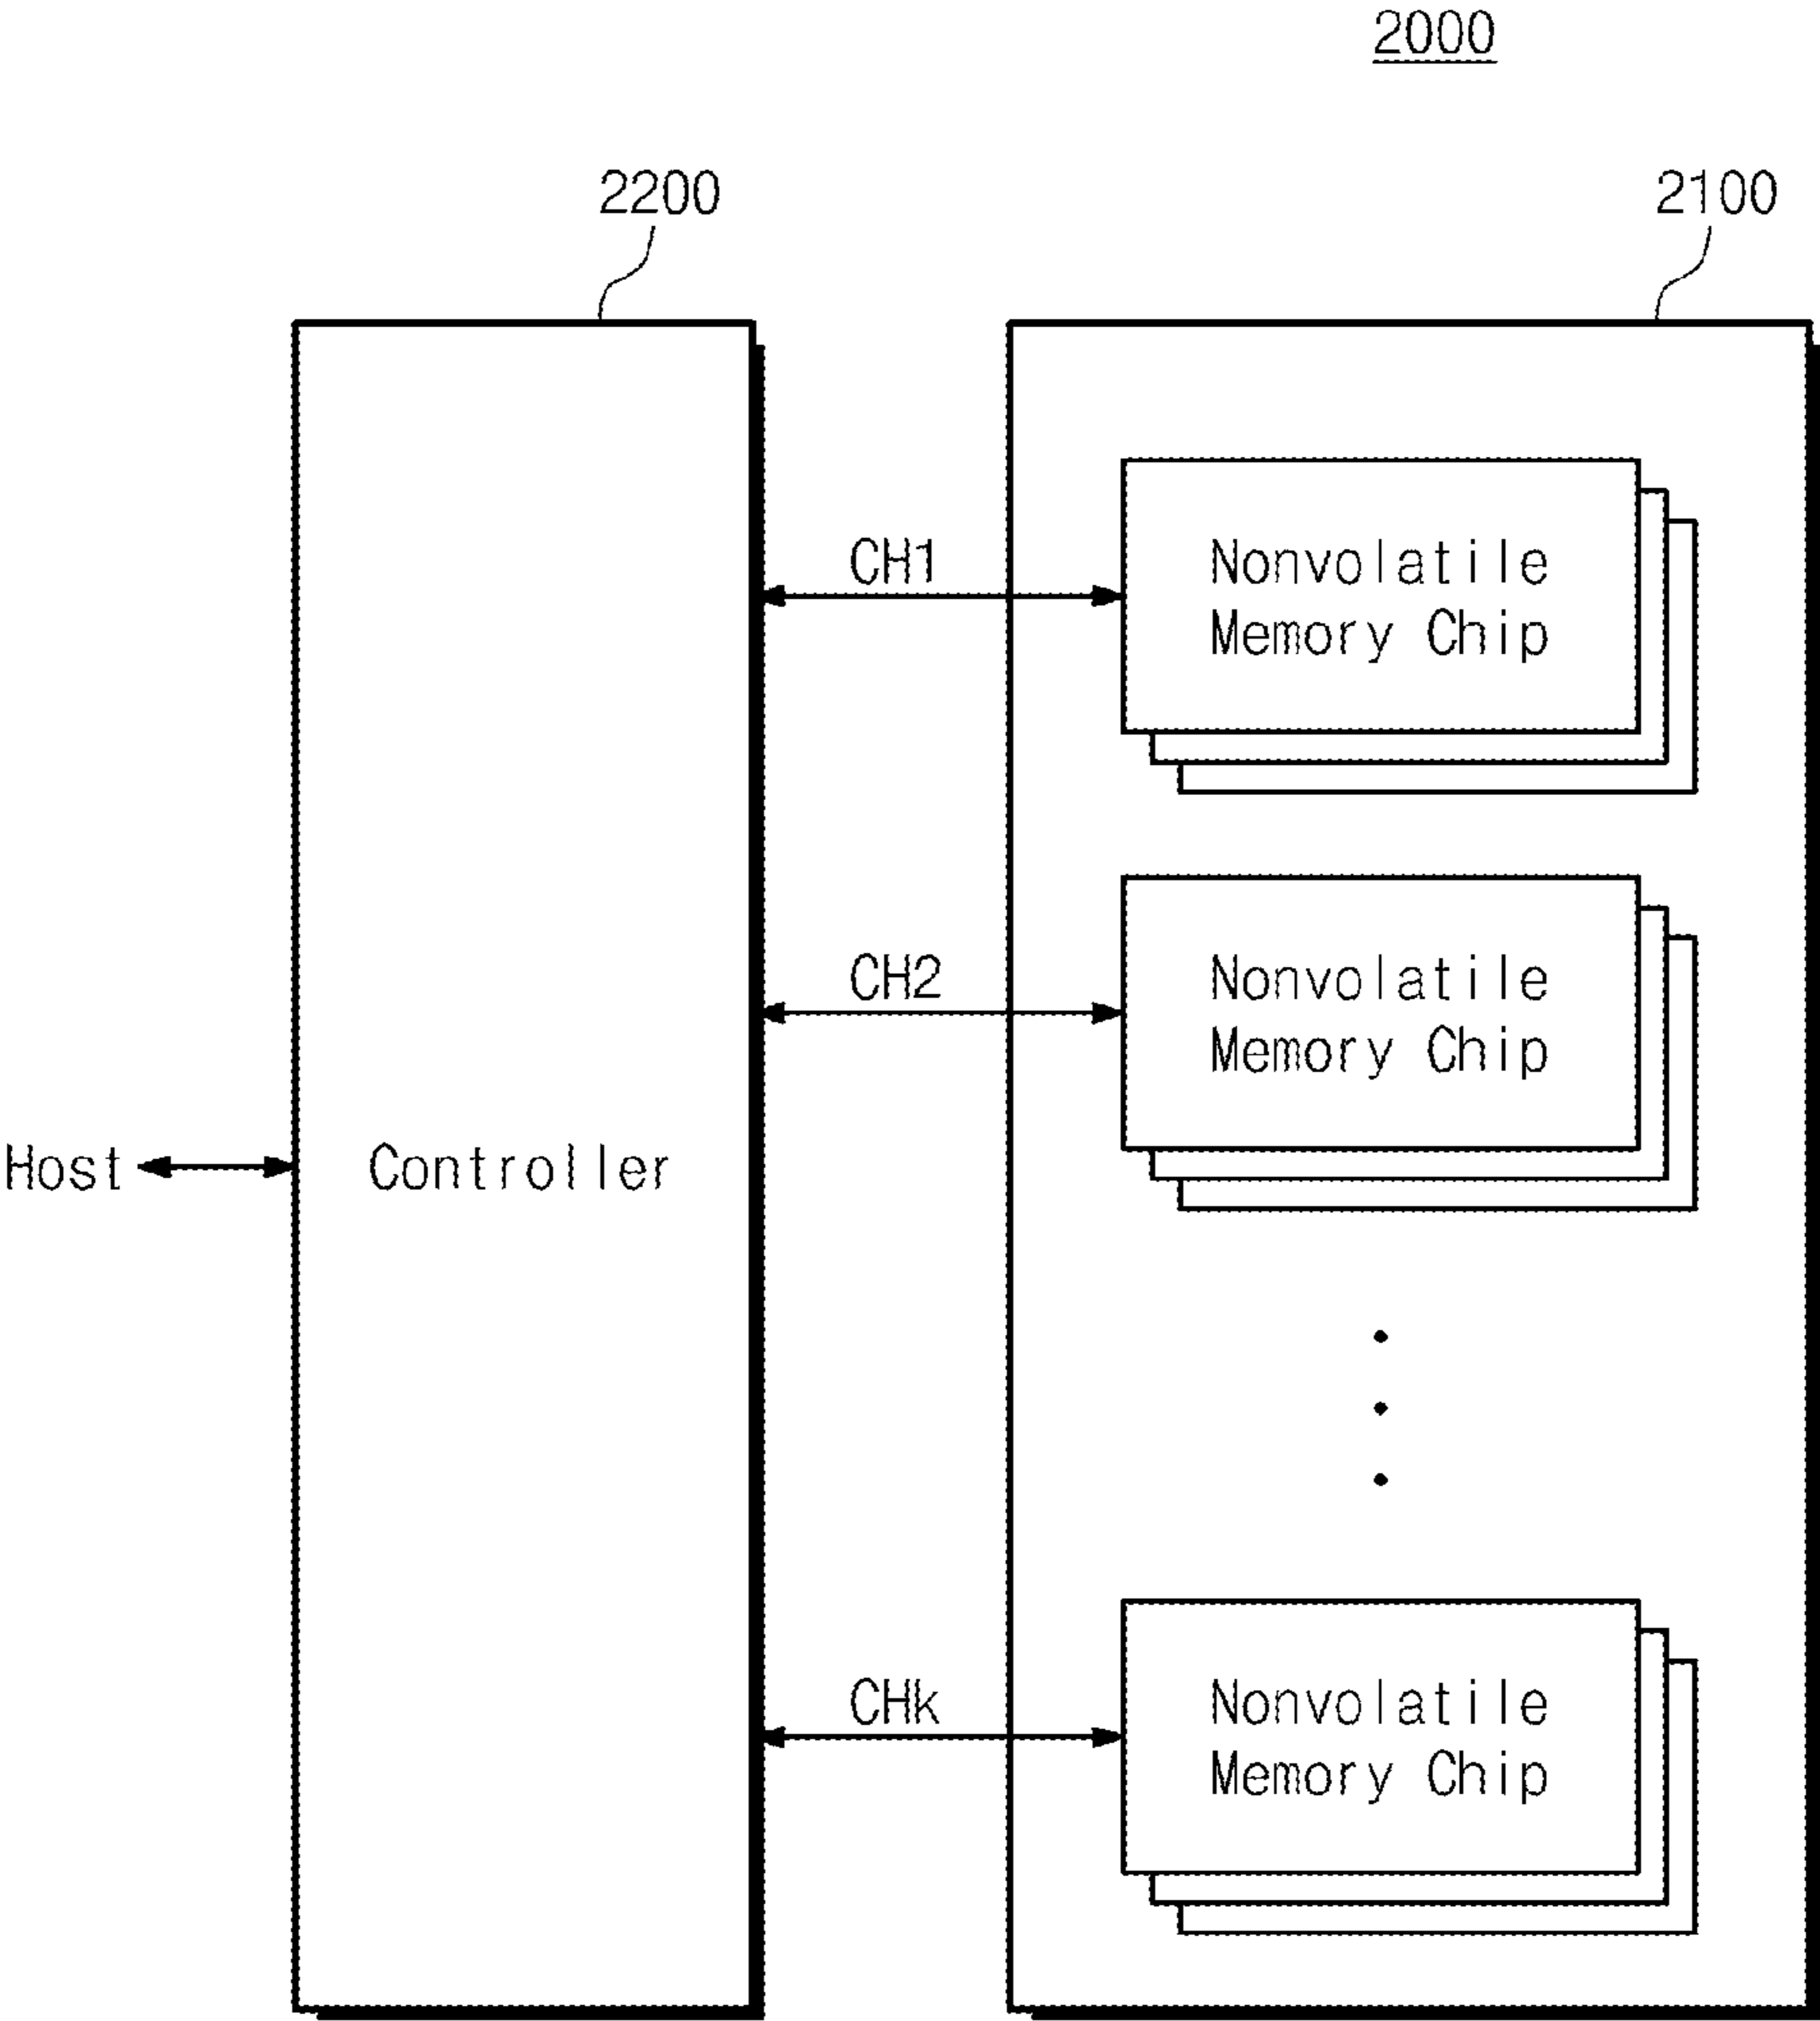 2000
2200
2100
CH1
Nonvolatile
Memory Chip
CH2
Nonvolatile
Memory Chip
Host
Controller
CHk
Nonvolatile
Memory Chip